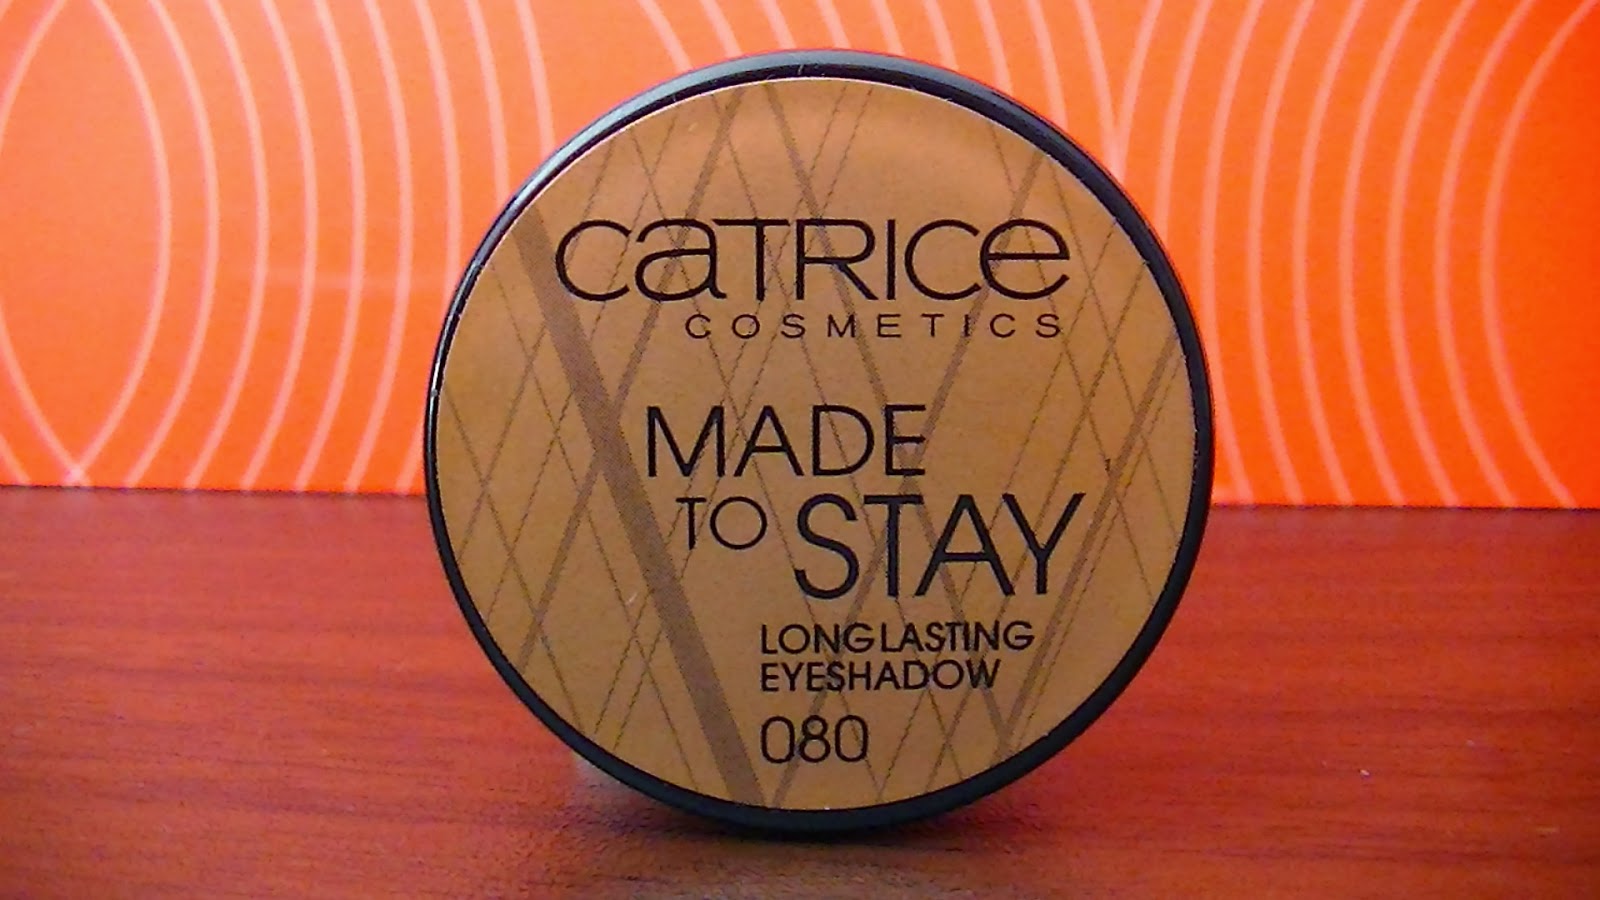 CATRICE
COSMETICS
MADE
TO STAY
LONGLASTING
EYESHADOW
080